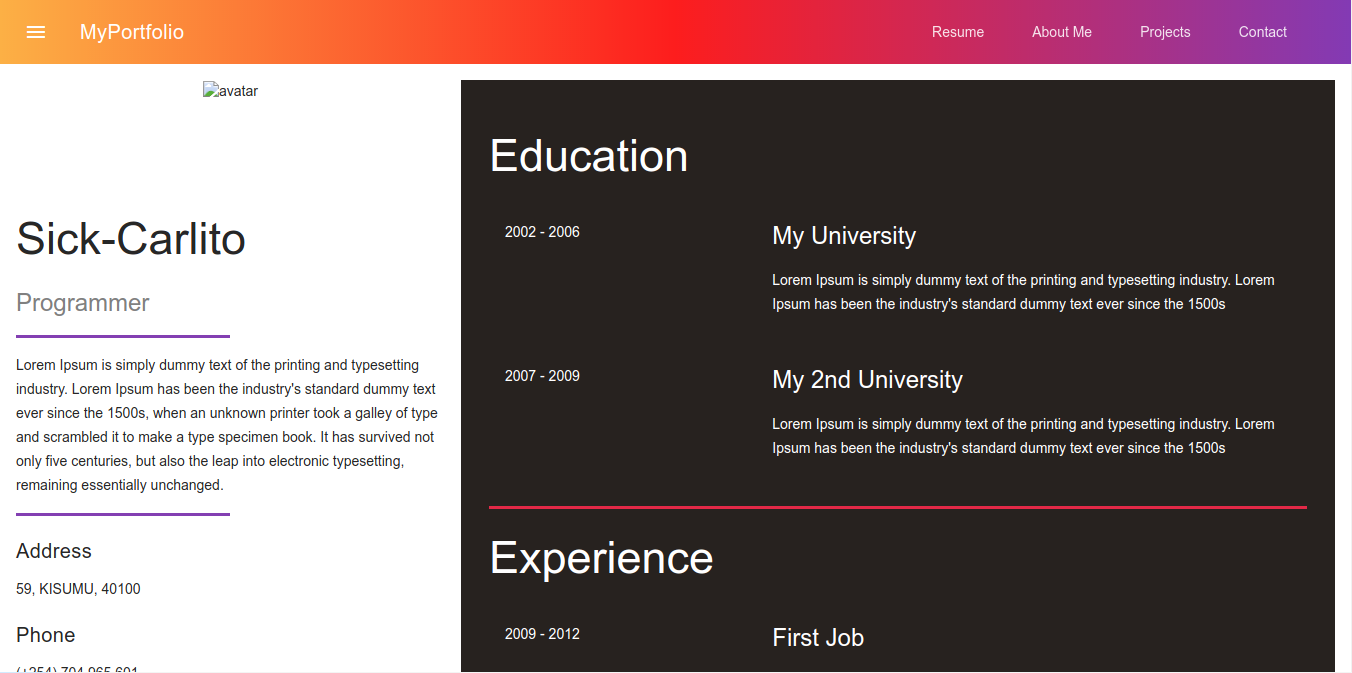 MyPortfolio
Resume
About Me
Projects
Contact
avatar
Sick-Carlito
Programmer
Lorem Ipsum is simply dummy text of the printing and typesetting
industry. Lorem Ipsum has been the industry's standard dummy text
ever since the 1500s, when an unknown printer took a galley of type
and scrambled it to make a type specimen book. It has survived not
only five centuries, but also the leap into electronic typesetting,
remaining essentially unchanged.
Address
59, KISUMU, 40100
Phone
(+254) 704 965 601
Education
2002 - 2006
My University
Lorem Ipsum is simply dummy text of the printing and typesetting industry. Lorem
Ipsum has been the industry's standard dummy text ever since the 1500s
2007 - 2009
My 2nd University
Lorem Ipsum is simply dummy text of the printing and typesetting industry. Lorem
Ipsum has been the industry's standard dummy text ever since the 1500s
Experience
2009 - 2012
First Job